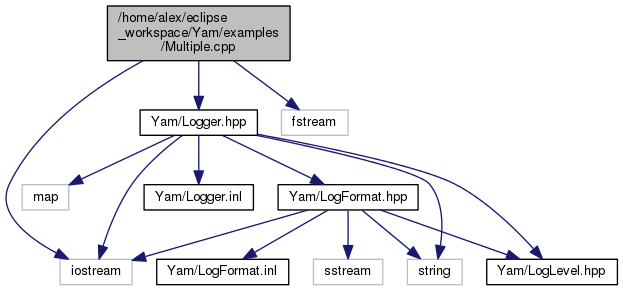 /home/alex/eclipse
_workspace/Yam/examples
/Multiple.cpp
Yam/Logger.hpp
fstream
map
Yam/Logger.inl
Yam/LogFormat.hpp
iostream
Yam/LogFormat.inl
sstream
string
Yam/LogLevel.hpp